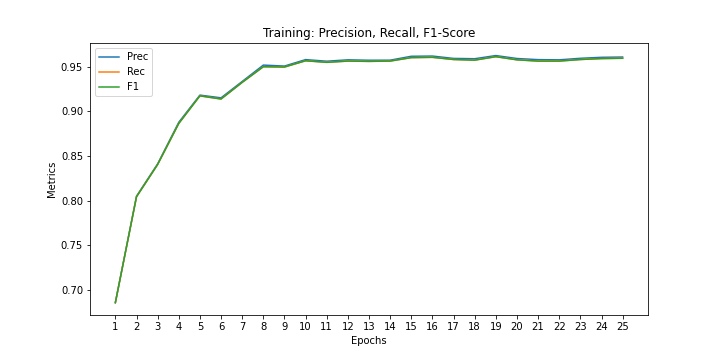 Training: Precision, Recall, F1-Score
Prec
Rec
F1
0.95
0.90
0.85
0.80
0.75
0.70
Metrics
1 2 3 4 5 6 7 8 9 10 11 12 13 14 15 16 17 18 19 20 21 22 23 24 25
Epochs